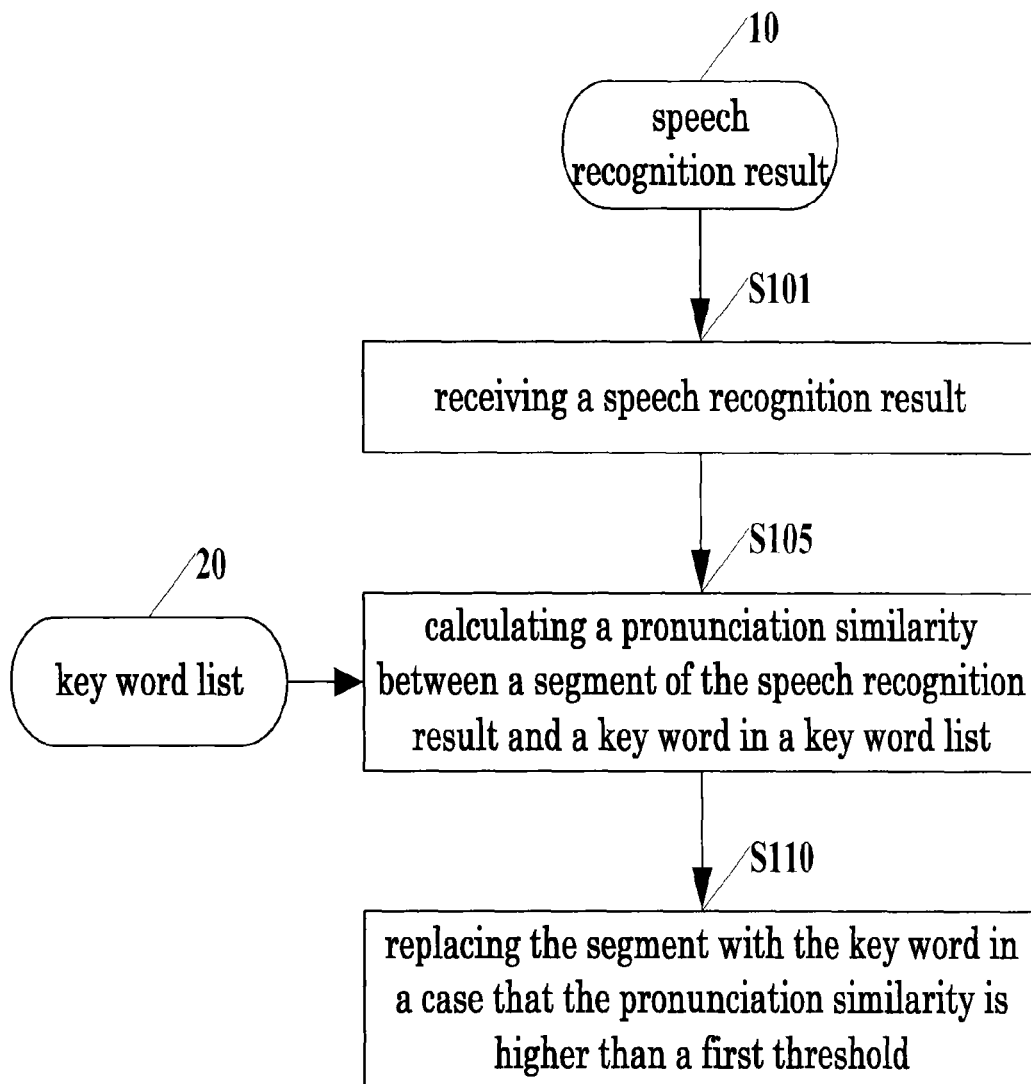 10
speech
recognition result
S101
receiving a speech recognition result
S105
20
calculating a pronunciation similarity
between a segment of the speech recognition
result and a key word in a key word list
key word list
S110
replacing the segment with the key word in
a case that the pronunciation similarity is
higher than a first threshold